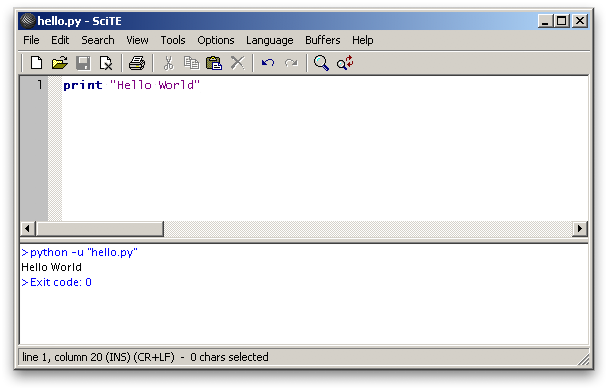 hello.py - SciTE
File Edit Search View Tools Options Language Buffers Help
1 print "Hello World"
>python -u "hello.py"
Hello World
>Exit code: 0
line 1, column 20 (INS) (CR+LF) - 0 chars selected